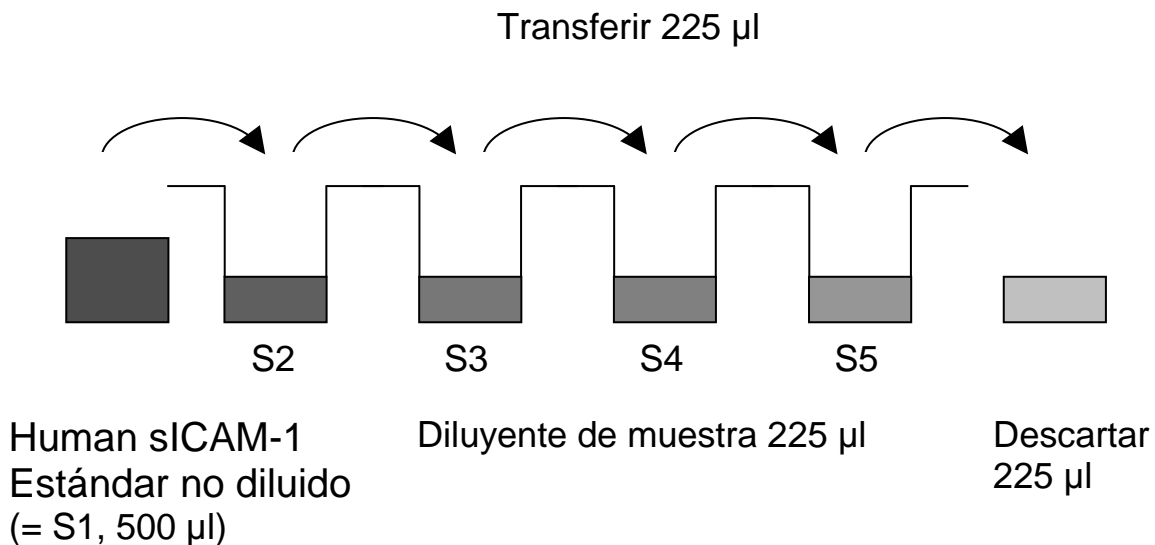 Transferir 225 µl
S2 S3 S4 S5
Human sICAM-1
Estándar no diluido
(= S1, 500 µl)
Diluyente de muestra 225 µl
Descartar
225 µl